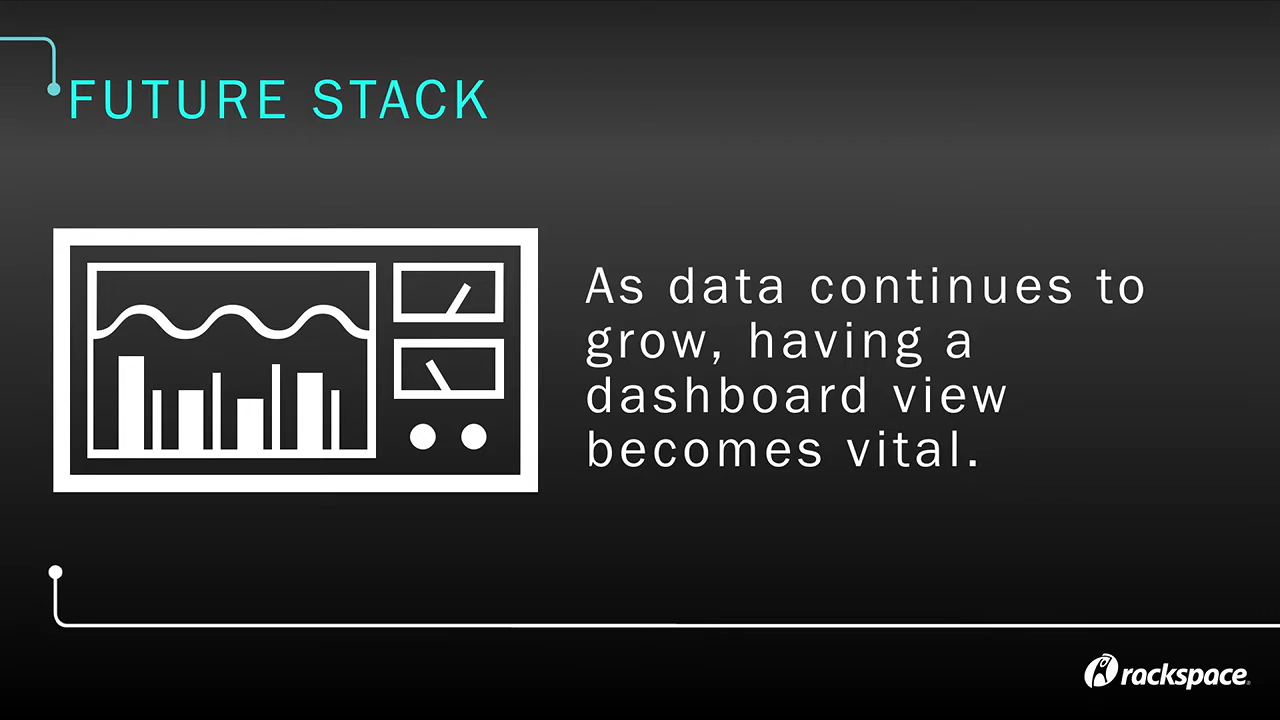 FUTURE STACK
As data continues to
grow, having a
dashboard view
becomes vital.
rackspace®